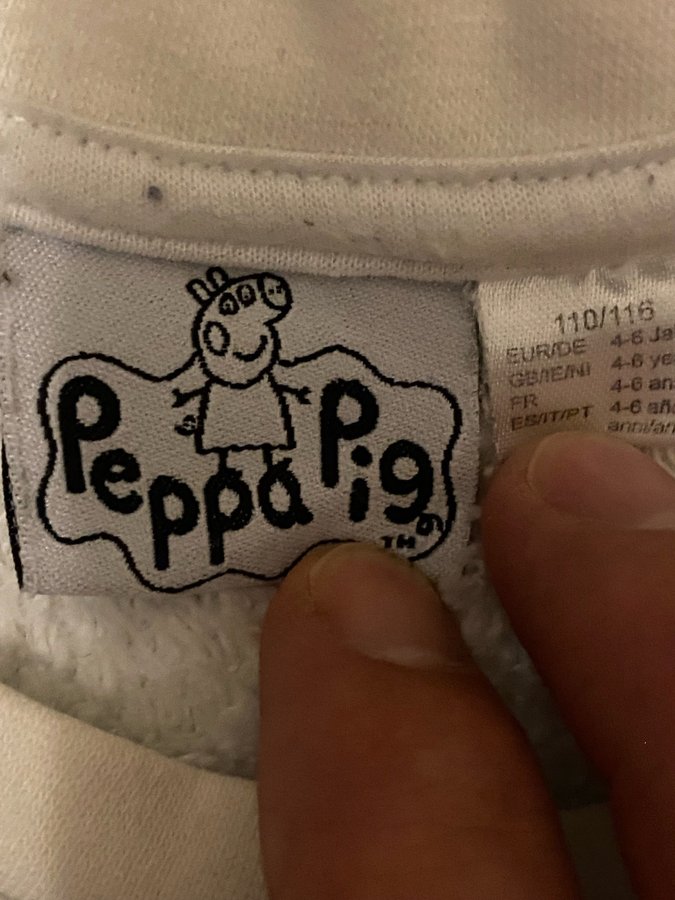 Peppa Pig
TM
110/116
EUR/DE 4-6
GB/IE/NI 4-6
FR 4-6
ES/IT/PT 4-6